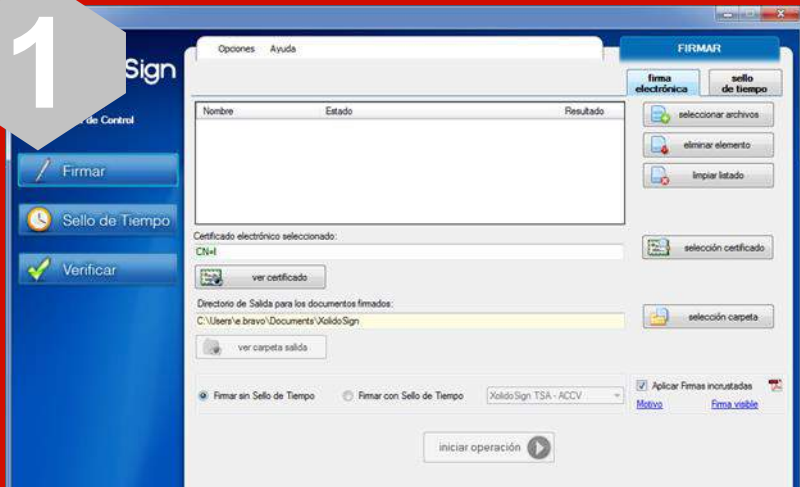 1
Sign
Opciones Ayuda
FIRMAR
firma electrónica
sello de tiempo
de Control
Firmar
Sello de Tiempo
Verificar
Nombre Estado Resultado
seleccionar archivos
eliminar elemento
limpiar listado
Certificado electrónico seleccionado:
CN=I
selección certificado
ver certificado
Directorio de Salida para los documentos firmados:
C:\Users\e.bravo\Documents\XolidoSign
selección carpeta
ver carpeta salida
Firmar sin Sello de Tiempo
Firmar con Sello de Tiempo
XolidoSign TSA - ACCV
Aplicar Firmas incrustadas
Motivo
Firma visible
iniciar operación